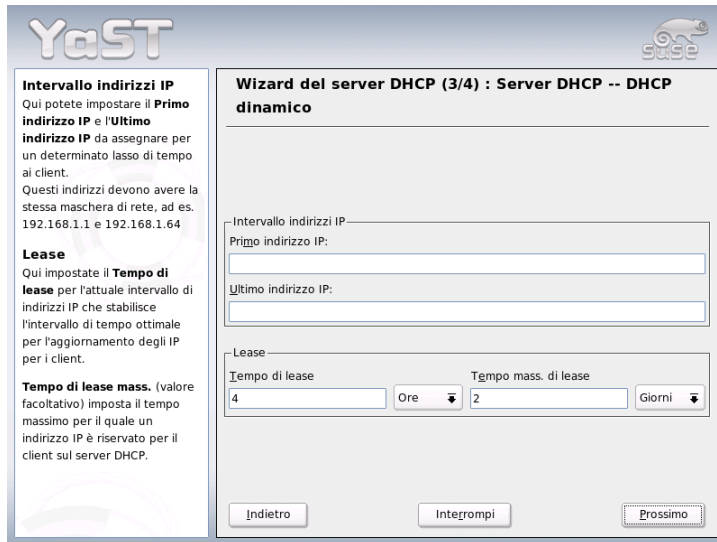 YaST
SUSE
Intervallo indirizzi IP
Qui potete impostare il Primo
indirizzo IP e l'Ultimo
indirizzo IP da assegnare per
un determinato lasso di tempo
ai client.
Questi indirizzi devono avere la
stessa maschera di rete, ad es.
192.168.1.1 e 192.168.1.64
Lease
Qui impostate il Tempo di
lease per l'attuale intervallo di
indirizzi IP che stabilisce
l'intervallo di tempo ottimale
per l'aggiornamento degli IP
per i client.
Tempo di lease mass. (valore
facoltativo) imposta il tempo
massimo per il quale un
indirizzo IP è riservato per il
client sul server DHCP.
Wizard del server DHCP (3/4) : Server DHCP -- DHCP
dinamico
Intervallo indirizzi IP
Primo indirizzo IP:
Ultimo indirizzo IP:
Lease
Tempo di lease
Tempo mass. di lease
4
Ore
2
Giorni
Indietro
Interrompi
Prossimo